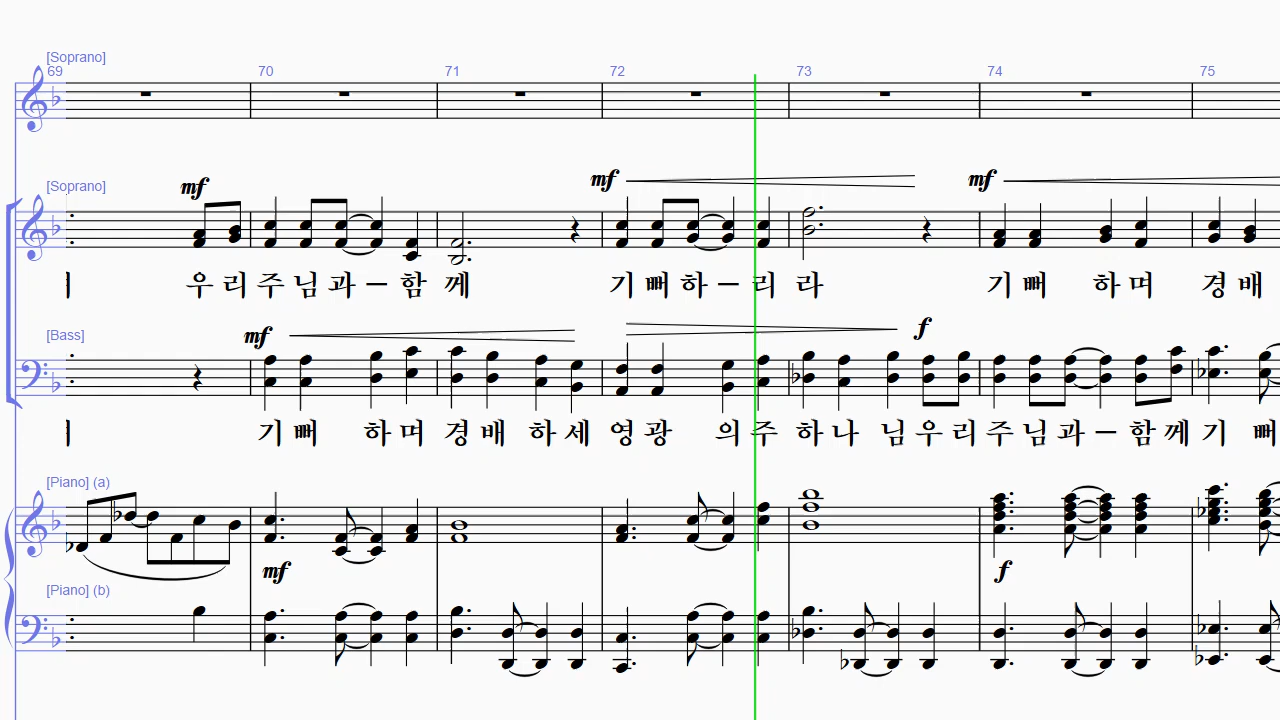 [Soprano]
69 70 71 72 73 74 75
[Soprano]
mf mf mf
우 리 주 님 과 – 함 께 기 뻐 하 – 리 라 기 뻐 하 며 경 배
[Bass]
mf f
기 뻐 하 며 경 배 하 세 영 광 의 주 하 나 님 우 리 주 님 과 – 함 께 기 뻐
[Piano] (a)
mf f
[Piano] (b)